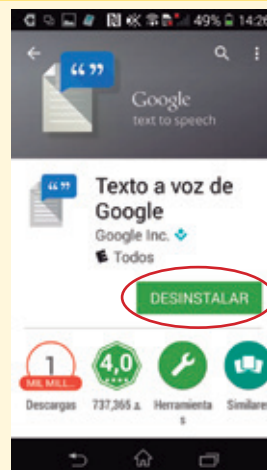 49% 14:26
“ ”
Google
text to speech
“ ”
Texto a voz de
Google
Google Inc.
E Todos
DESINSTALAR
1
MIL MILL...
4,0
Descargas 737,365 Herramienta
s
Similare